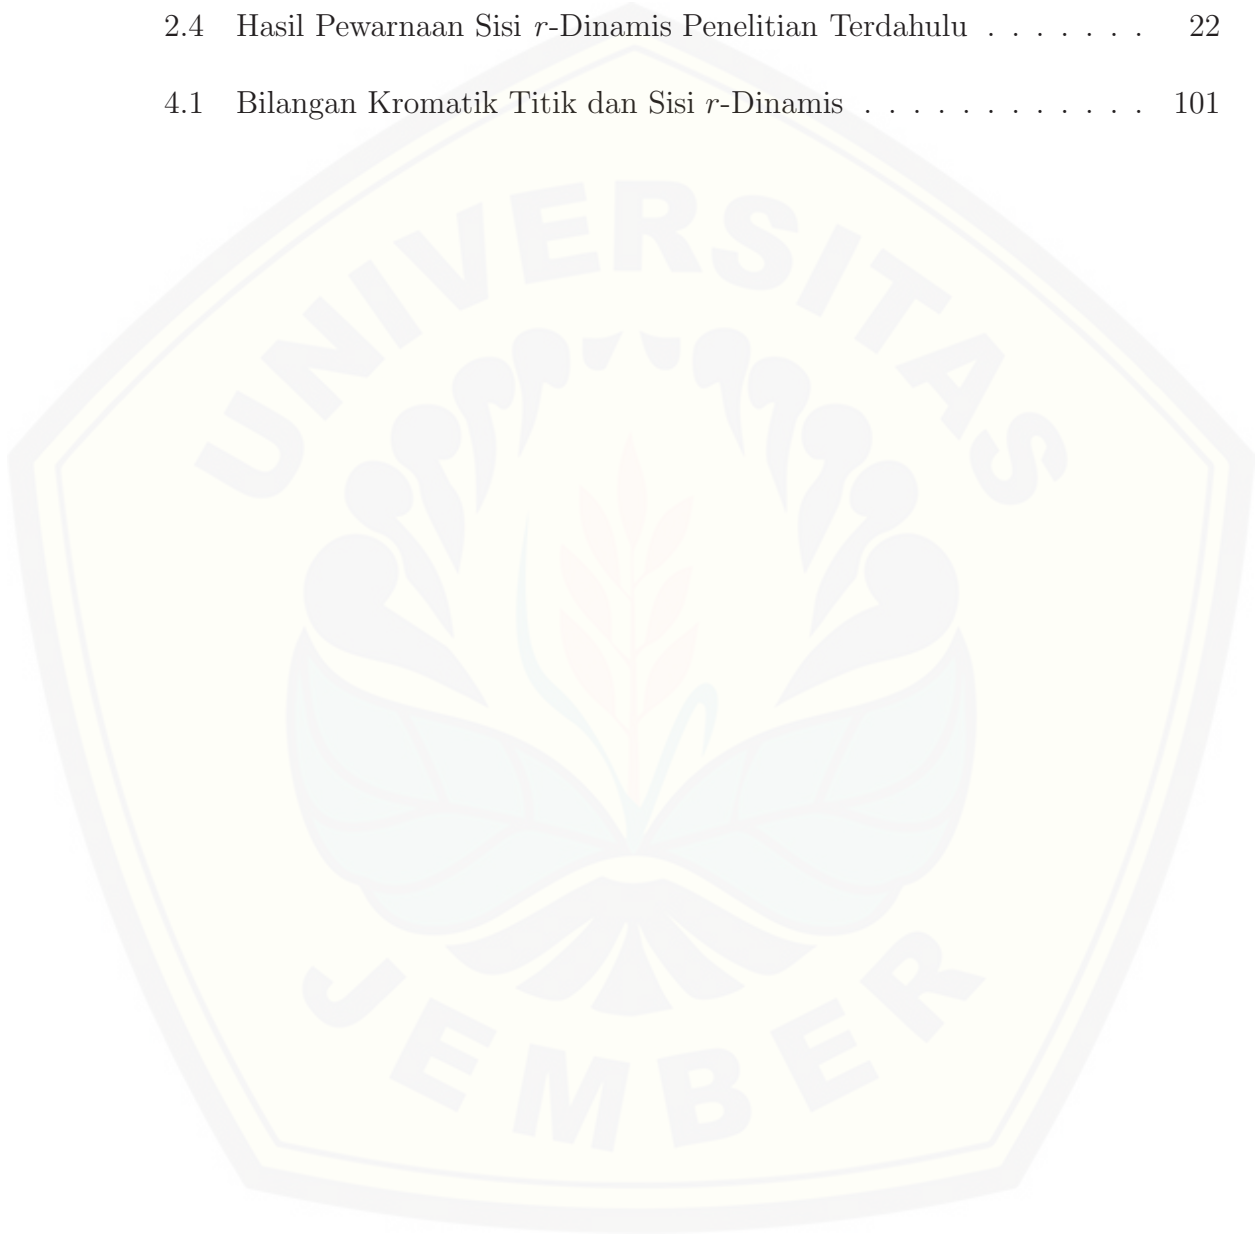 2.4 Hasil Pewarnaan Sisi r-Dinamis Penelitian Terdahulu . . . . . . . 22
4.1 Bilangan Kromatik Titik dan Sisi r-Dinamis . . . . . . . . . . . . 101
UNIVERSITAS
JEMBER